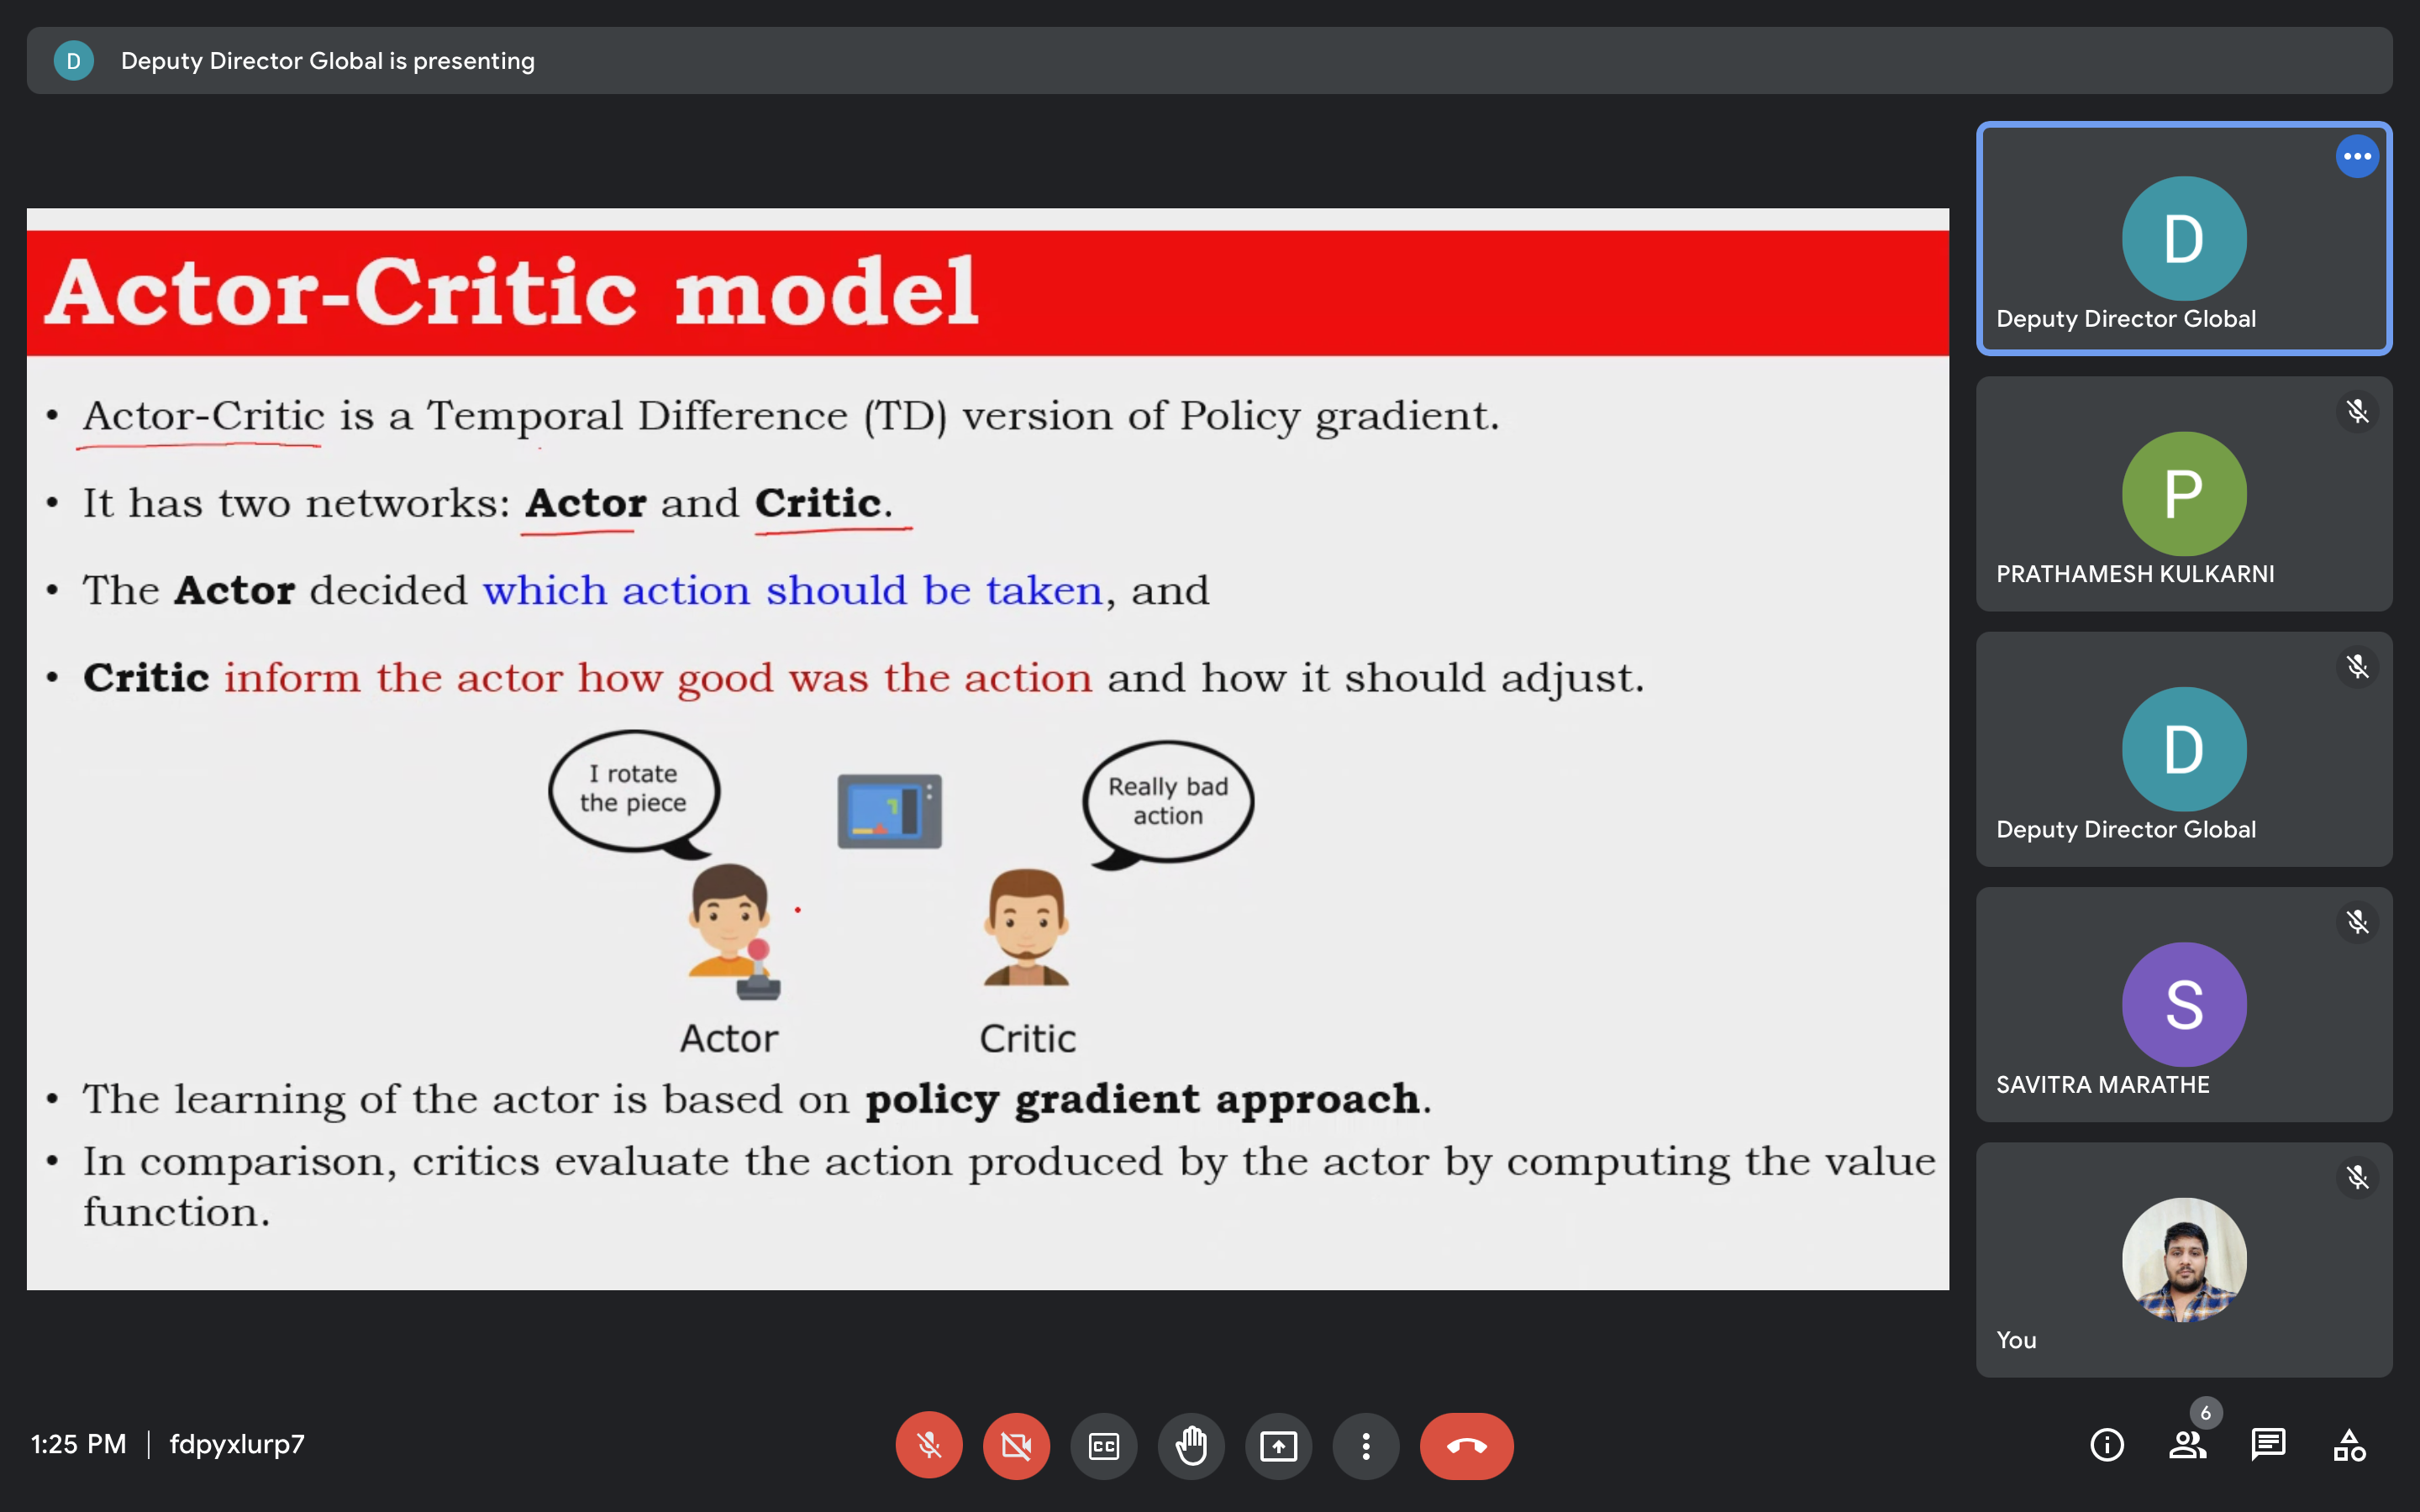 D Deputy Director Global is presenting
Actor-Critic model
• Actor-Critic is a Temporal Difference (TD) version of Policy gradient.
• It has two networks: Actor and Critic.
• The Actor decided which action should be taken, and
• Critic inform the actor how good was the action and how it should adjust.
I rotate
the piece
Really bad
action
Actor
Critic
• The learning of the actor is based on policy gradient approach.
• In comparison, critics evaluate the action produced by the actor by computing the value
function.
D
Deputy Director Global
P
PRATHAMESH KULKARNI
D
Deputy Director Global
S
SAVITRA MARATHE
You
1:25 PM | fdpyxlurp7
CC
6